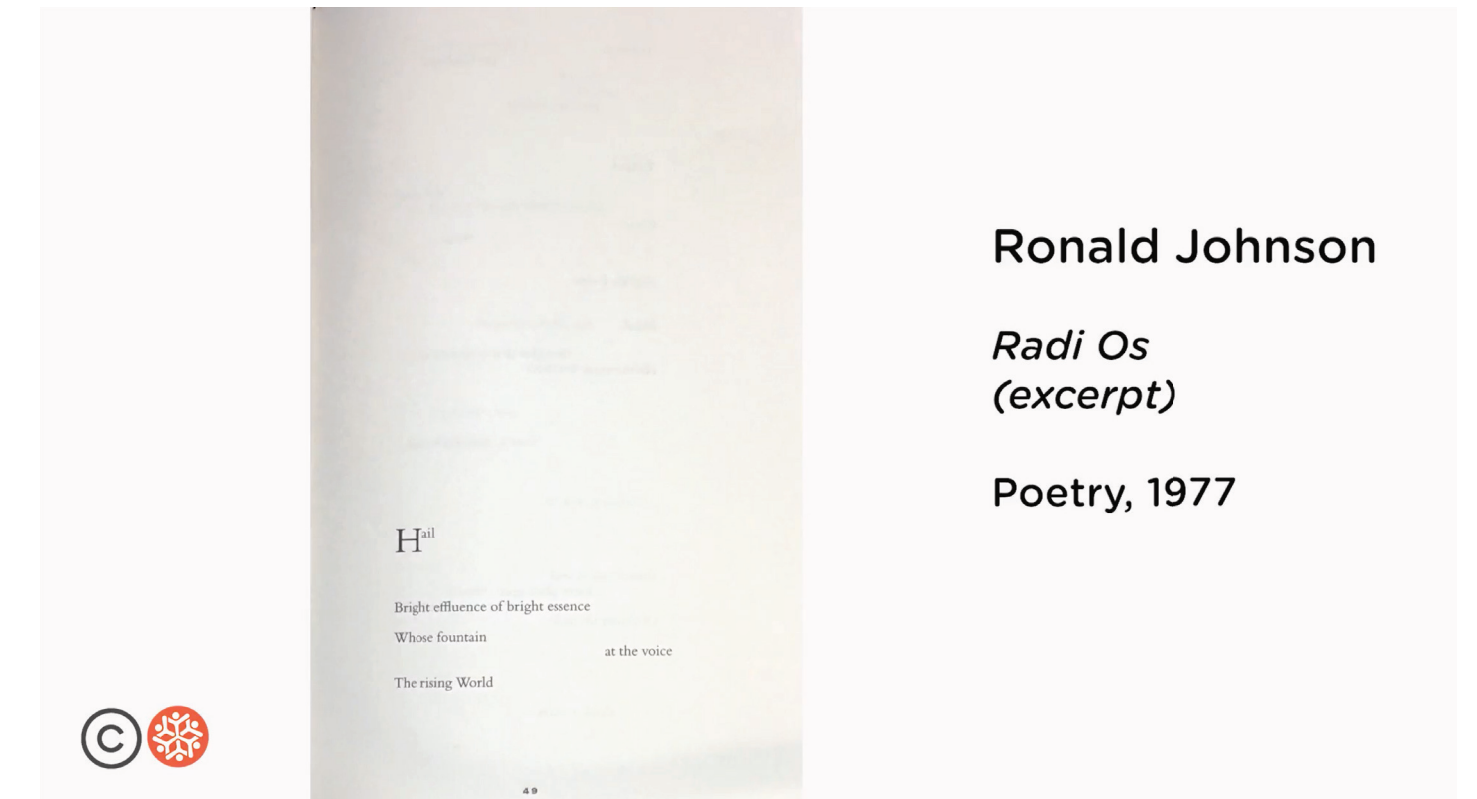 Hail
Bright effluence of bright essence
Whose fountain
at the voice
The rising World
49
Ronald Johnson
Radi Os
(excerpt)
Poetry, 1977
©